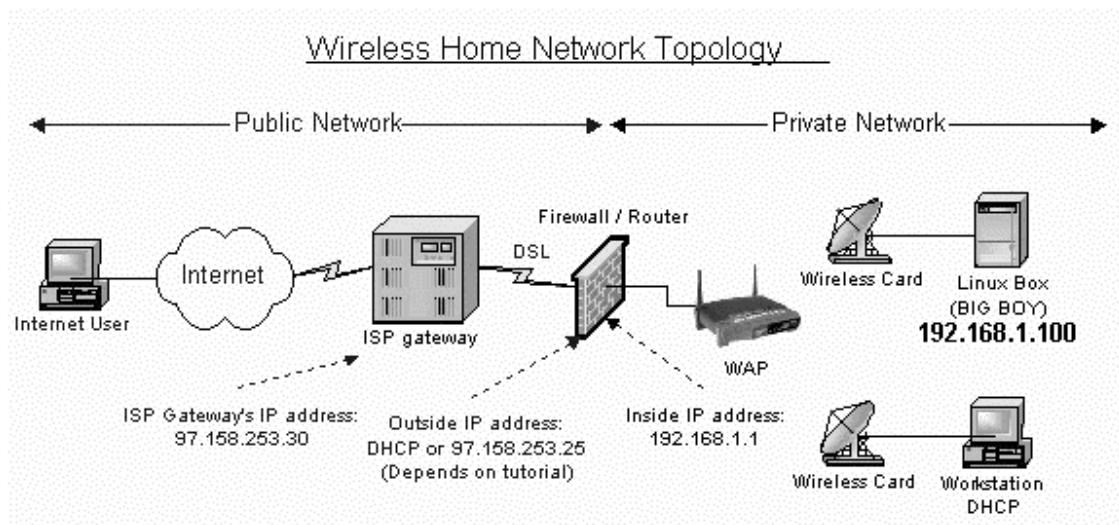 Wireless Home Network Topology
Public Network
Private Network
Firewall / Router
DSL
Internet
Internet User
ISP gateway
WAP
Wireless Card
Linux Box
(BIG BOY)
192.168.1.100
ISP Gateway's IP address:
97.158.253.30
Outside IP address:
DHCP or 97.158.253.25
(Depends on tutorial)
Inside IP address:
192.168.1.1
Wireless Card
Workstation
DHCP